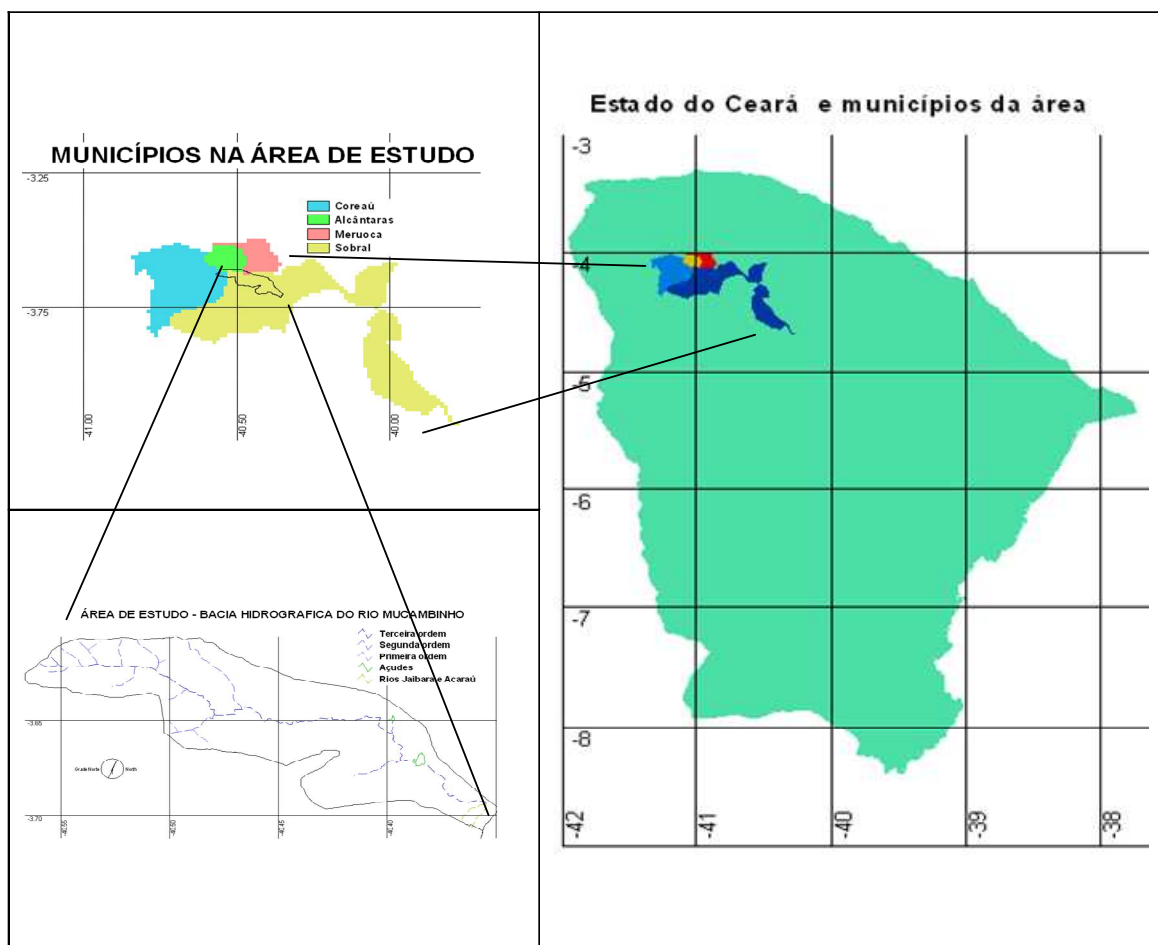 MUNICÍPIOS NA ÁREA DE ESTUDO
-3.25
Coreaú
Alcântaras
Meruoca
Sobral
-3.75
-41.00
-40.50
-40.00
Estado do Ceará e municípios da área
-3
-4
-5
-6
-7
-8
-42
-41
-40
-39
-38
ÁREA DE ESTUDO - BACIA HIDROGRAFICA DO RIO MUCAMBINHO
Terceira ordem
Segunda ordem
Primeira ordem
Açudes
Rios Jaibara e Acaraú
-3.65
Grade Norte
North
-3.70
-40.55
-40.50
-40.45
-40.40